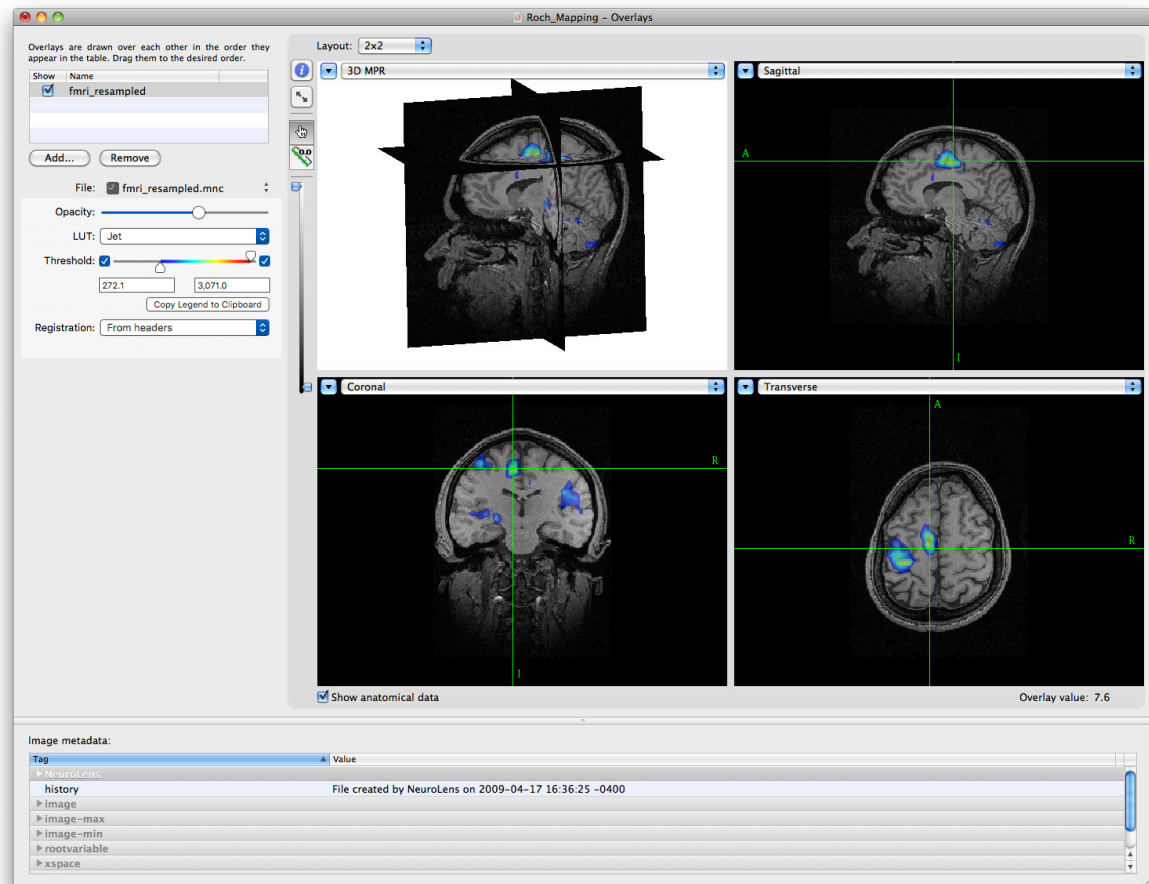 Roch_Mapping - Overlays
Overlays are drawn over each other in the order they
appear in the table. Drag them to the desired order.
Show Name
fmri_resampled
Add... Remove
File: fmri_resampled.mnc
Opacity:
LUT: Jet
Threshold:
272.1 3,071.0
Copy Legend to Clipboard
Registration: From headers
Layout: 2x2
0.0
3D MPR
Sagittal
A
I
Coronal
R
I
Transverse
A
R
Show anatomical data
Overlay value: 7.6
Image metadata:
Tag Value
NeuroLens
history File created by NeuroLens on 2009-04-17 16:36:25 -0400
image
image-max
image-min
rootvariable
xspace